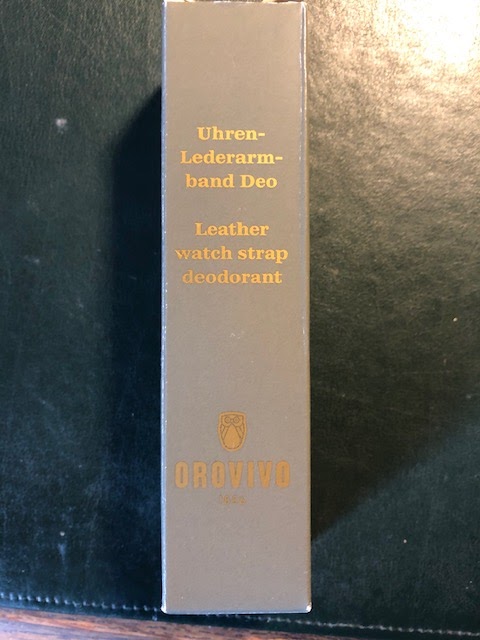 Uhren-
Lederarm-
band Deo
Leather
watch strap
deodorant
OROVIVO